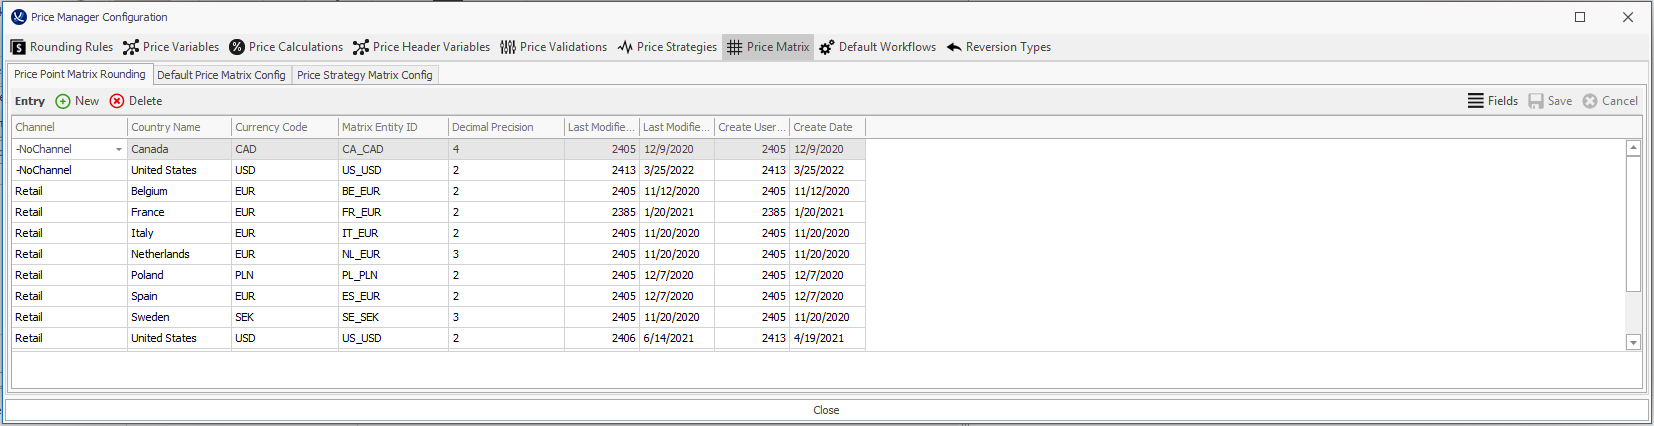 Price Manager Configuration
Rounding Rules Price Variables Price Calculations Price Header Variables Price Validations Price Strategies Price Matrix Default Workflows Reversion Types
Price Point Matrix Rounding Default Price Matrix Config Price Strategy Matrix Config
Entry New Delete Fields Save Cancel
Channel Country Name Currency Code Matrix Entity ID Decimal Precision Last Modifie... Last Modifie... Create User... Create Date
-NoChannel Canada CAD CA_CAD 4 2405 12/9/2020 2405 12/9/2020
-NoChannel United States USD US_USD 2 2413 3/25/2022 2413 3/25/2022
Retail Belgium EUR BE_EUR 2 2405 11/12/2020 2405 11/12/2020
Retail France EUR FR_EUR 2 2385 1/20/2021 2385 1/20/2021
Retail Italy EUR IT_EUR 2 2405 11/20/2020 2405 11/20/2020
Retail Netherlands EUR NL_EUR 3 2405 11/20/2020 2405 11/20/2020
Retail Poland PLN PL_PLN 2 2405 12/7/2020 2405 12/7/2020
Retail Spain EUR ES_EUR 2 2405 12/7/2020 2405 12/7/2020
Retail Sweden SEK SE_SEK 3 2405 11/20/2020 2405 11/20/2020
Retail United States USD US_USD 2 2406 6/14/2021 2413 4/19/2021
Close